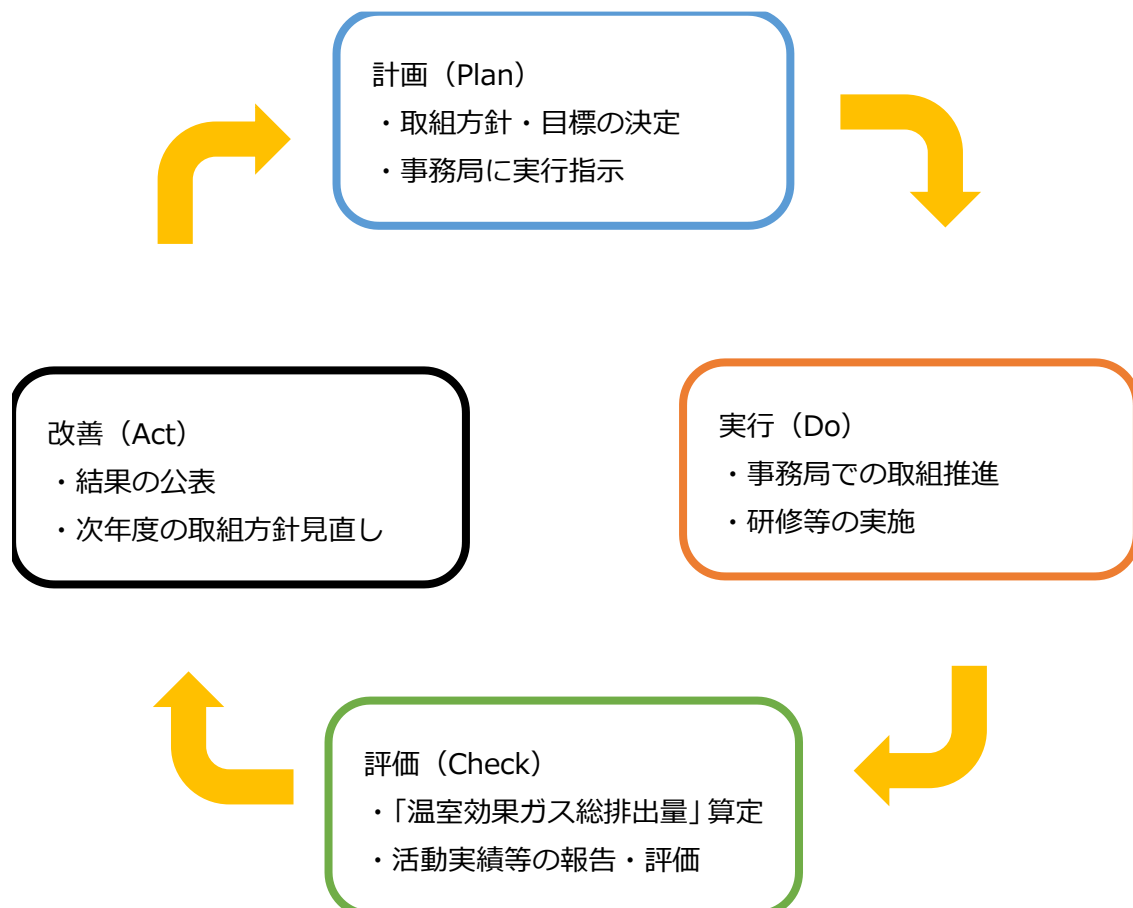 計画（Plan）
・取組方針・目標の決定
・事務局に実行指示
改善（Act）
・結果の公表
・次年度の取組方針見直し
実行（Do）
・事務局での取組推進
・研修等の実施
評価（Check）
・「温室効果ガス総排出量」算定
・活動実績等の報告・評価